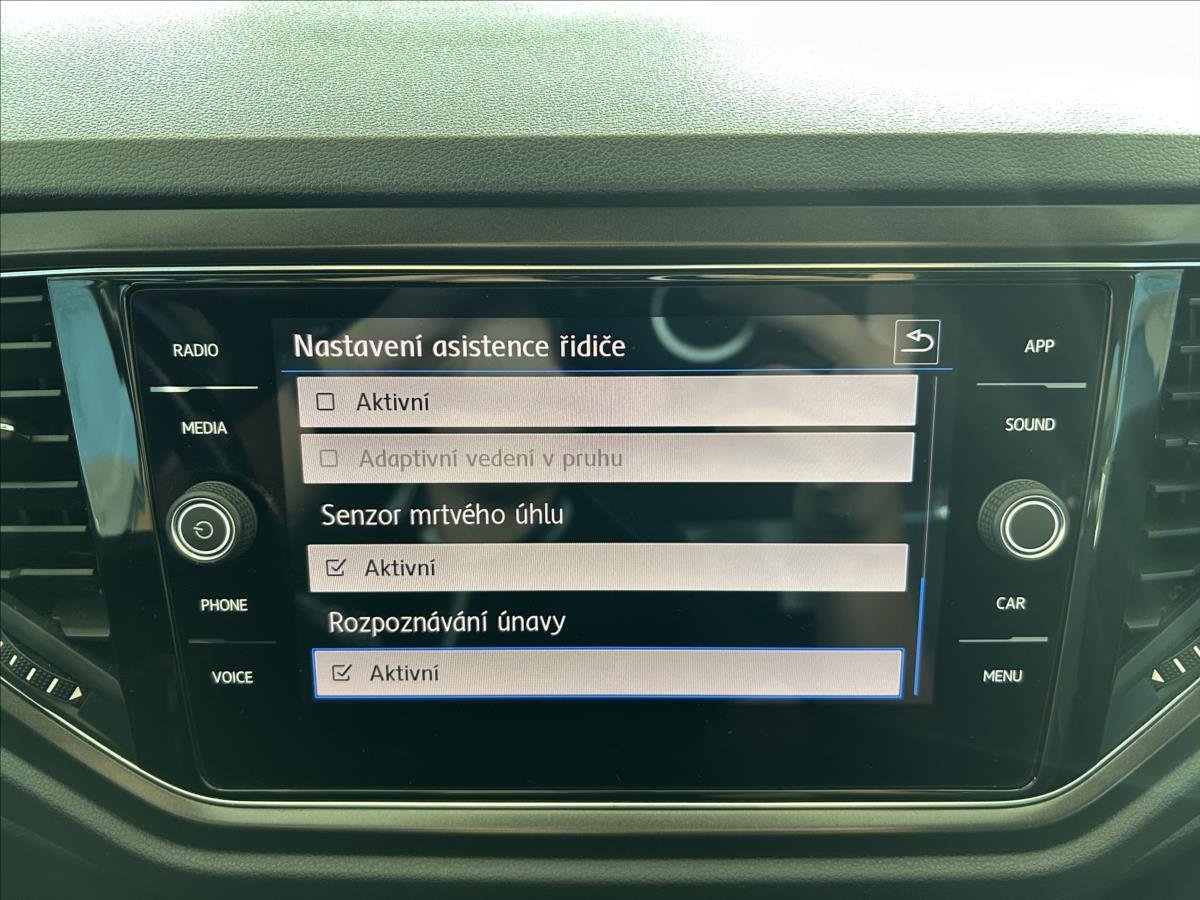 Nastavení asistence řidiče
Aktivní
Adaptivní vedení v pruhu
Senzor mrtvého úhlu
Aktivní
Rozpoznávání únavy
Aktivní
RADIO
MEDIA
PHONE
VOICE
APP
SOUND
CAR
MENU